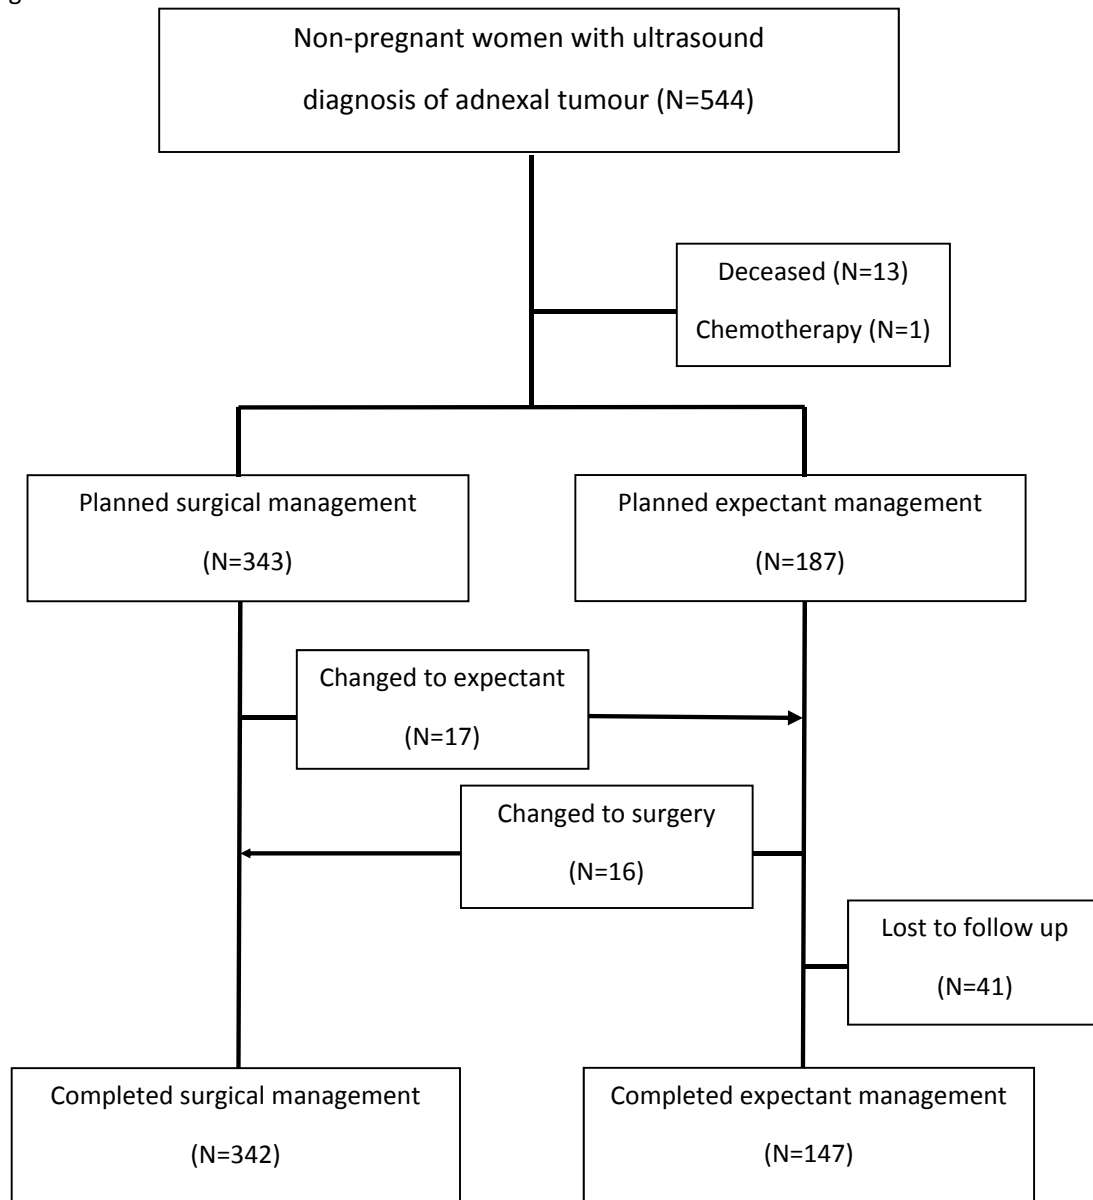 Non-pregnant women with ultrasound
diagnosis of adnexal tumour (N=544)
Deceased (N=13)
Chemotherapy (N=1)
Planned surgical management
(N=343)
Planned expectant management
(N=187)
Changed to expectant
(N=17)
Changed to surgery
(N=16)
Lost to follow up
(N=41)
Completed surgical management
(N=342)
Completed expectant management
(N=147)